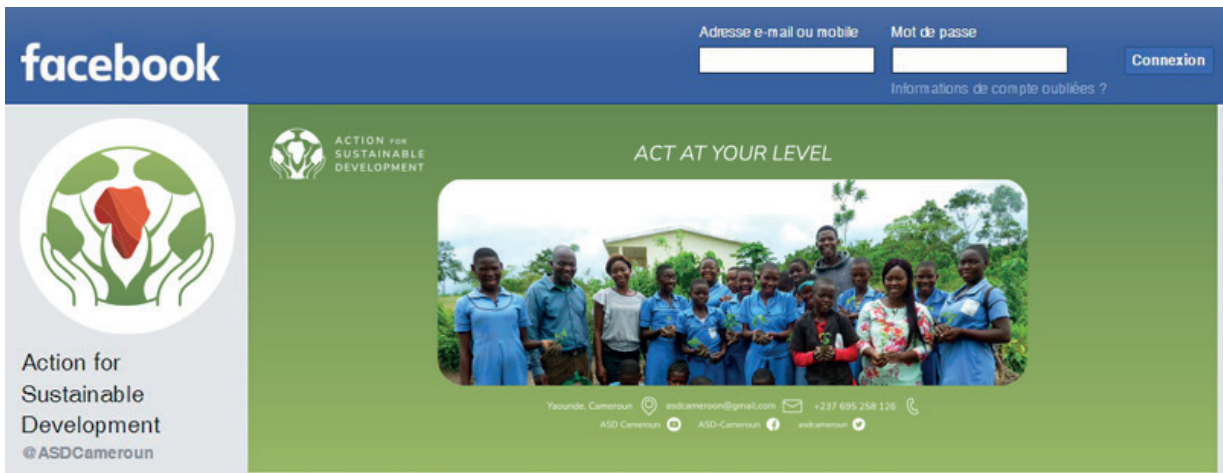 facebook
Adresse e-mail ou mobile
Mot de passe
Connexion
Informations de compte oubliées ?
ACTION FOR
SUSTAINABLE
DEVELOPMENT
ACT AT YOUR LEVEL
Action for
Sustainable
Development
@ASDCameroun
Yaounde, Cameroun asdcameroon@gmail.com +237 695 258 126
ASD Cameroun ASD-Cameroun asdcameroun